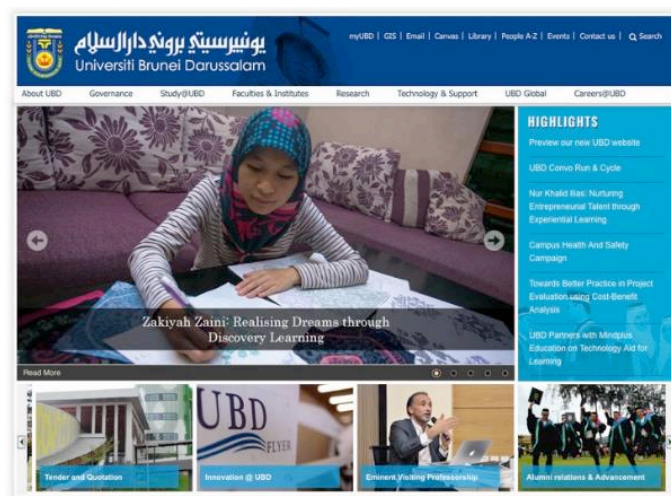 يونيبرسيتي بروني دارالسلام
Universiti Brunei Darussalam
myUBD | GIS | Email | Canvas | Library | People A-Z | Events | Contact us | Search
About UBD Governance Study@UBD Faculties & Institutes Research Technology & Support UBD Global Careers@UBD
Zakiyah Zaini: Realising Dreams through
Discovery Learning
Read More
HIGHLIGHTS
Preview our new UBD website
UBD Convo Run & Cycle
Nur Khalid Ilias: Nurturing
Entrepreneurial Talent through
Experiential Learning
Campus Health And Safety
Campaign
Towards Better Practice in Project
Evaluation using Cost-Benefit
Analysis
UBD Partners with Mindplus
Education on Technology Aid for
Learning
Tender and Quotation
UBD
FLYER
Innovation @ UBD
Eminent Visiting Professorship
Alumni relations & Advancement